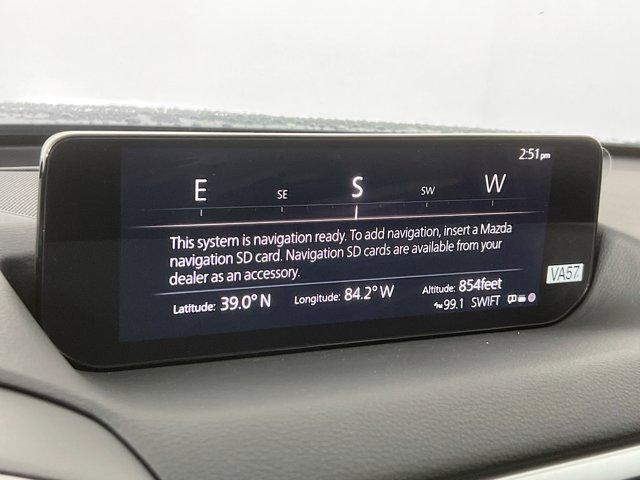 2:51pm
E SE S SW W
This system is navigation ready. To add navigation, insert a Mazda
navigation SD card. Navigation SD cards are available from your
dealer as an accessory.
VA57
Latitude: 39.0° N Longitude: 84.2° W Altitude: 854feet
99.1 SWIFT